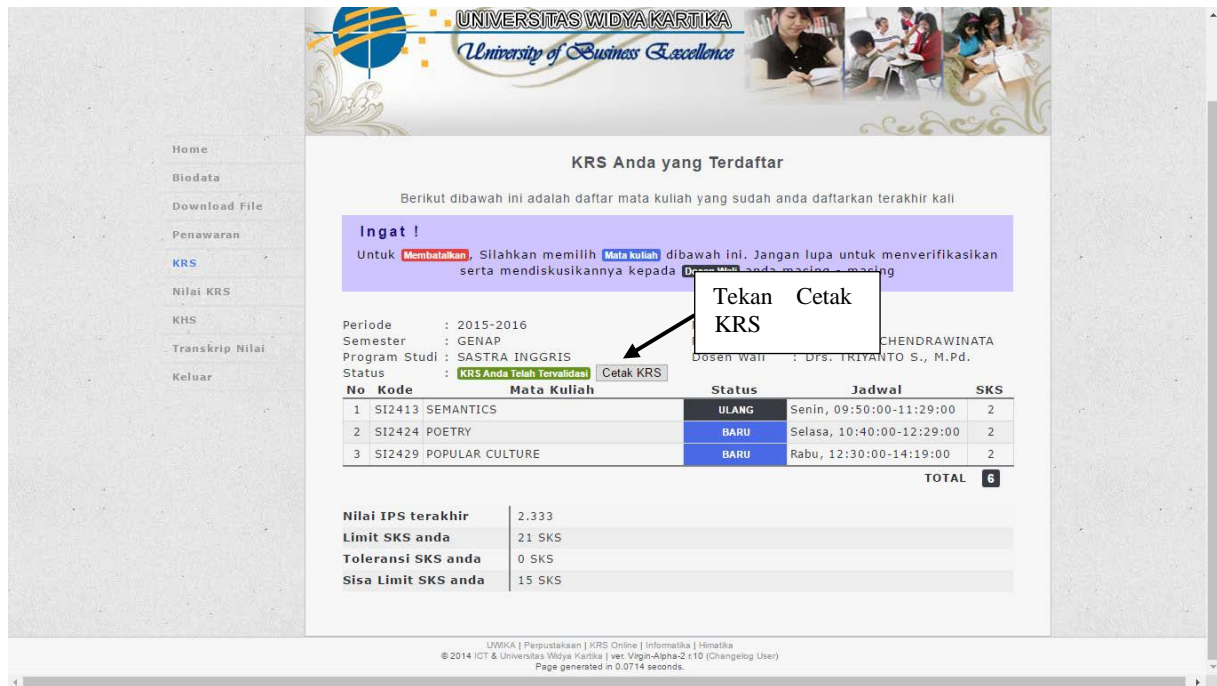 UNIVERSITAS WIDYA KARTIKA
University of Business Excellence
Home
Biodata
Download File
Penawaran
KRS
Nilai KRS
KHS
Transkrip Nilai
Keluar
KRS Anda yang Terdaftar
Berikut dibawah ini adalah daftar mata kuliah yang sudah anda daftarkan terakhir kali
Ingat !
Untuk Membatalkan, Silahkan memilih Mata kuliah dibawah ini. Jangan lupa untuk menverifikasikan
serta mendiskusikannya kepada Dosen Wali anda masing - masing
Tekan Cetak
KRS
Periode : 2015-2016
Semester : GENAP CHENDRAWINATA
Program Studi : SASTRA INGGRIS Dosen Wali : Drs. TRIYANTO S., M.Pd.
Status : KRS Anda Telah Tervalidasi Cetak KRS
No Kode Mata Kuliah Status Jadwal SKS
1 SI2413 SEMANTICS ULANG Senin, 09:50:00-11:29:00 2
2 SI2424 POETRY BARU Selasa, 10:40:00-12:29:00 2
3 SI2429 POPULAR CULTURE BARU Rabu, 12:30:00-14:19:00 2
TOTAL 6
Nilai IPS terakhir 2.333
Limit SKS anda 21 SKS
Toleransi SKS anda 0 SKS
Sisa Limit SKS anda 15 SKS
UWIKA | Perpustakaan | KRS Online | Informatika | Himatika
© 2014 ICT & Universitas Widya Kartika | ver. Virgin-Alpha-2 r.10 (Changelog User)
Page generated in 0.0714 seconds.